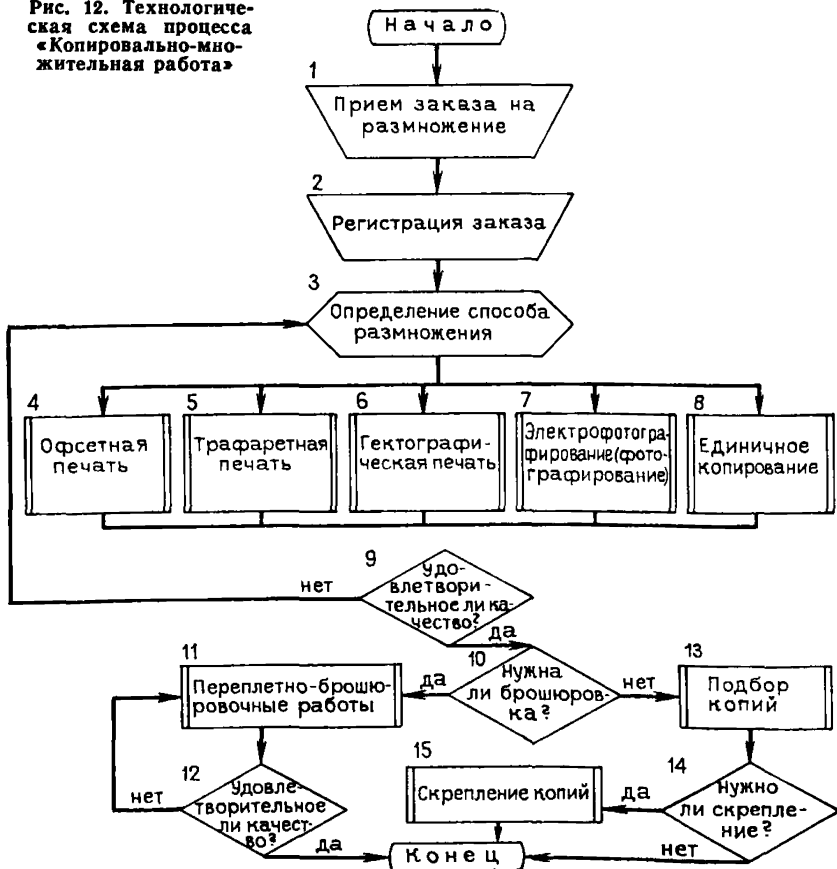 Рис. 12. Технологиче-
ская схема процесса
«Копировально-мно-
жительная работа»
Начало
1
Прием заказа на
размножение
2
Регистрация заказа
3
Определение способа
размножения
4
Офсетная
печать
5
Трафаретная
печать
6
Гектографи-
ческая печать
7
Электрофотогра-
фирование (фото-
графирование)
8
Единичное
копирование
9
Удо-
влетвори-
тельное ли ка-
чество?
нет
да
10
Нужна
ли брошюров-
ка?
да
нет
11
Переплетно-брошю-
ровочные работы
13
Подбор
копий
12
Удовле-
творительное
ли качест-
во?
нет
да
15
Скрепление копий
14
Нужно
ли скрепле-
ние?
да
нет
Конец